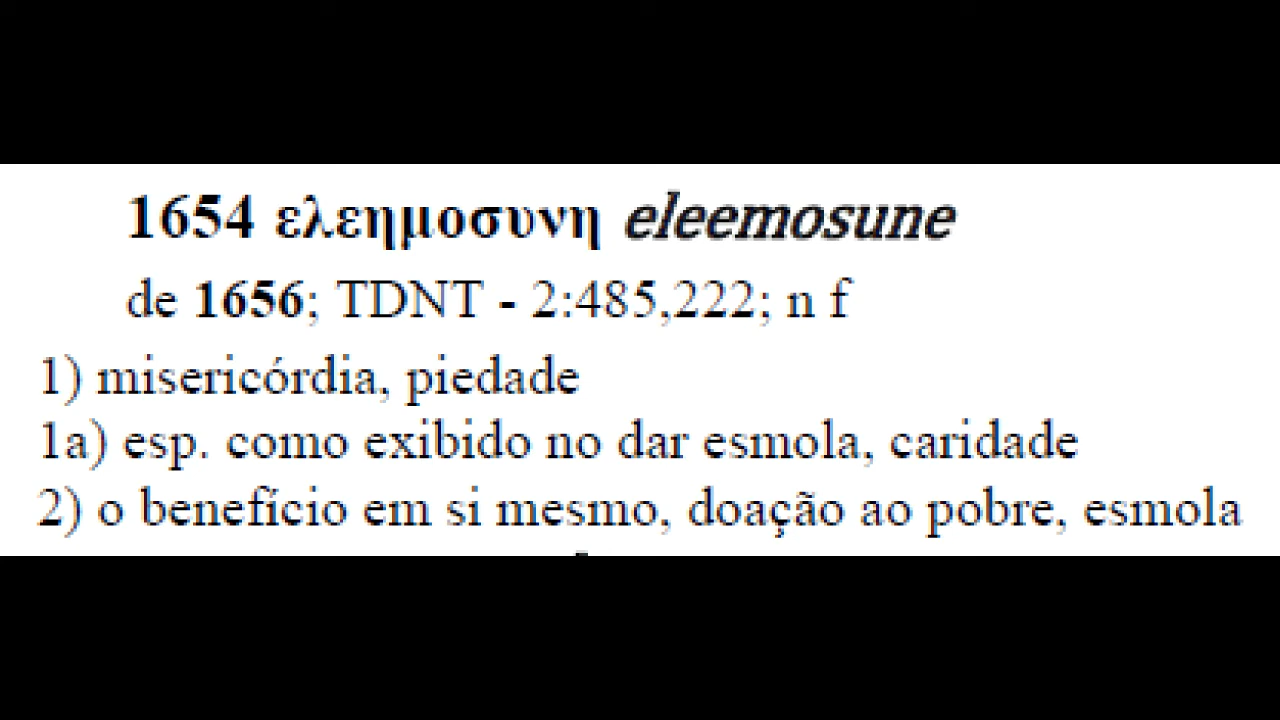 1654 ελεημοσυνη eleemosune
de 1656; TDNT - 2:485,222; n f
1) misericórdia, piedade
1a) esp. como exibido no dar esmola, caridade
2) o benefício em si mesmo, doação ao pobre, esmola